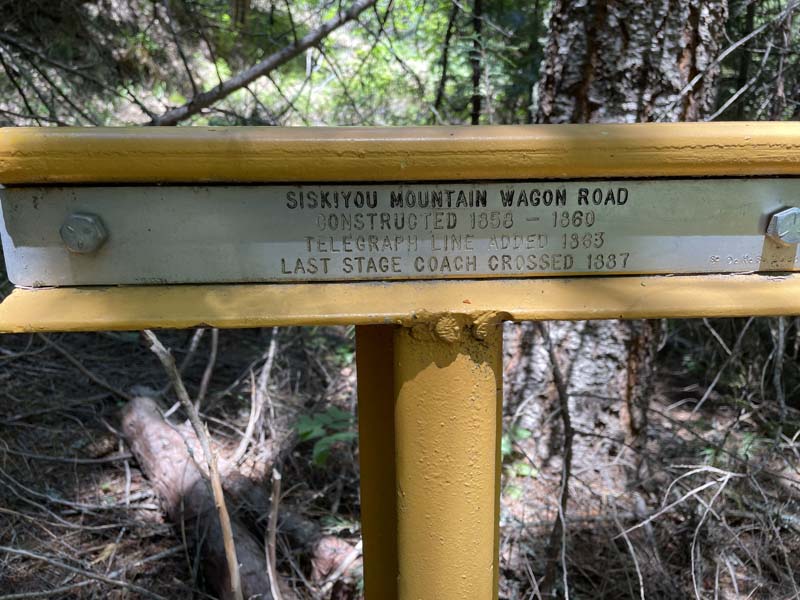 SISKIYOU MOUNTAIN WAGON ROAD
CONSTRUCTED 1858 - 1860
TELEGRAPH LINE ADDED 1863
LAST STAGE COACH CROSSED 1887